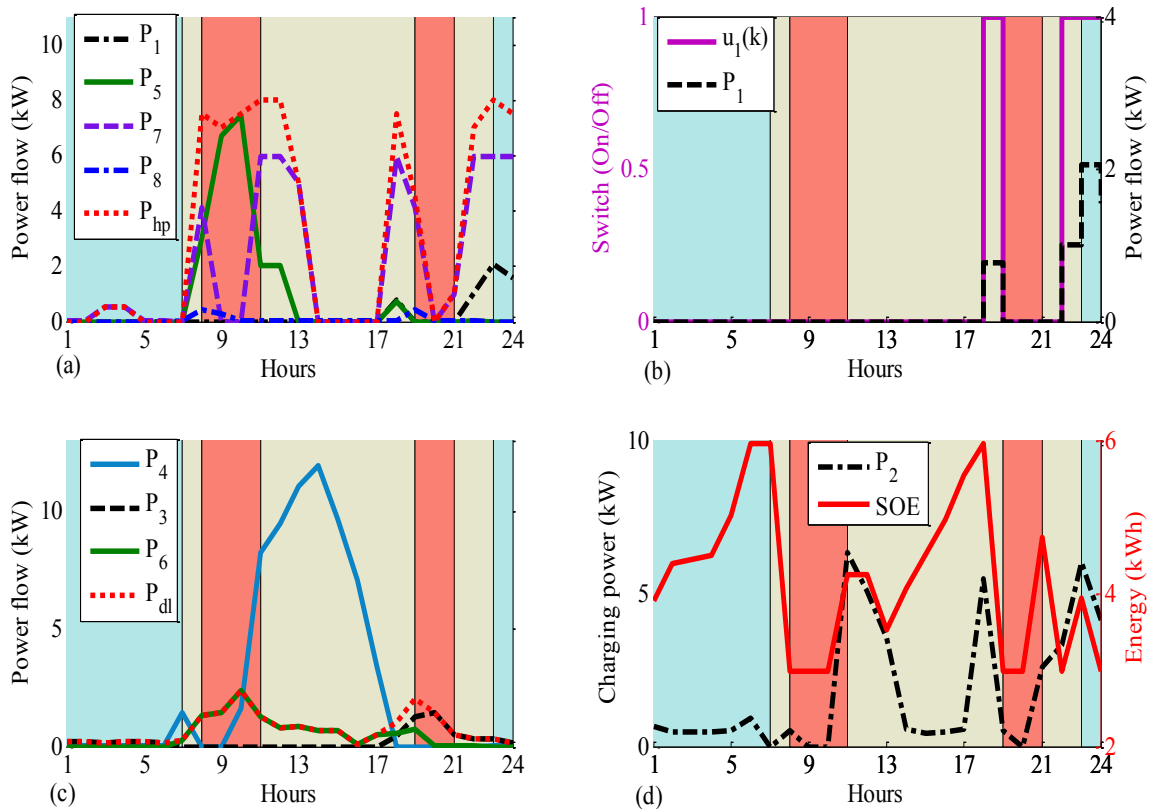 Power flow (kW)
10
8
6
4
2
0
P1
P5
P7
P8
Php
1 5 9 13 17 21 24
(a) Hours
Switch (On/Off)
1
0.5
0
u1(k)
P1
4
2
0
Power flow (kW)
1 5 9 13 17 21 24
(b) Hours
Power flow (kW)
10
5
0
P4
P3
P6
Pdl
1 5 9 13 17 21 24
(c) Hours
Charging power (kW)
10
5
0
P2
SOE
6
4
2
Energy (kWh)
1 5 9 13 17 21 24
(d) Hours